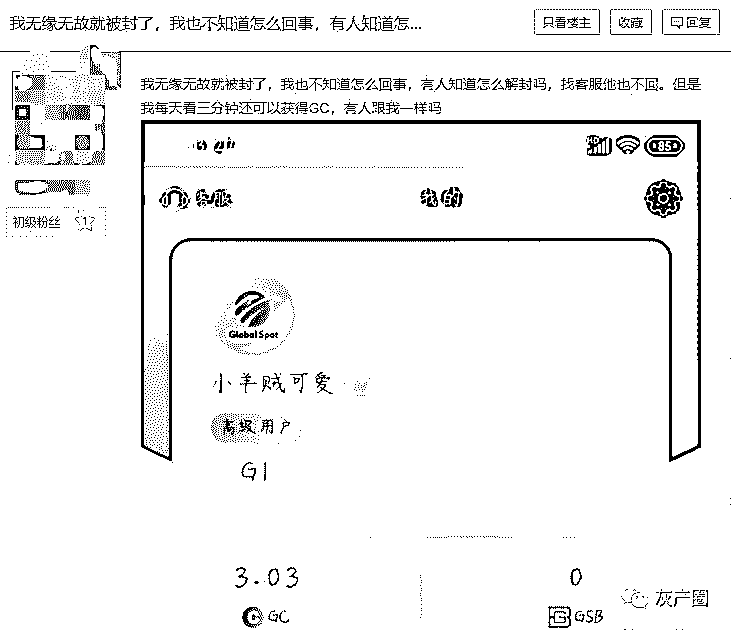 我无缘无故就被封了，我也不知道怎么回事，有人知道怎...
只看楼主 收藏 回复
我无缘无故就被封了，我也不知道怎么回事，有人知道怎么解封吗，找客服他也不回。但是
我每天看三分钟还可以获得GC，有人跟我一样吗
初级粉丝 1
85
客服 我的
Global Spot
小羊贼可爱
高级用户
G1
3.03 0
GC GSB
灰产圈